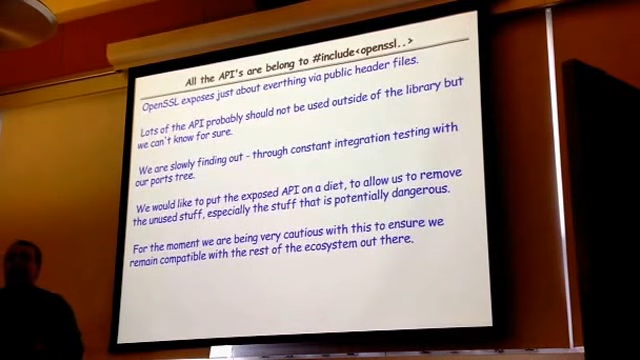 All the API's are belong to #include<openssl..>
OpenSSL exposes just about everthing via public header files.
Lots of the API probably should not be used outside of the library but
we can't know for sure.
We are slowly finding out - through constant integration testing with
our ports tree.
We would like to put the exposed API on a diet, to allow us to remove
the unused stuff, especially the stuff that is potentially dangerous.
For the moment we are being very cautious with this to ensure we
remain compatible with the rest of the ecosystem out there.